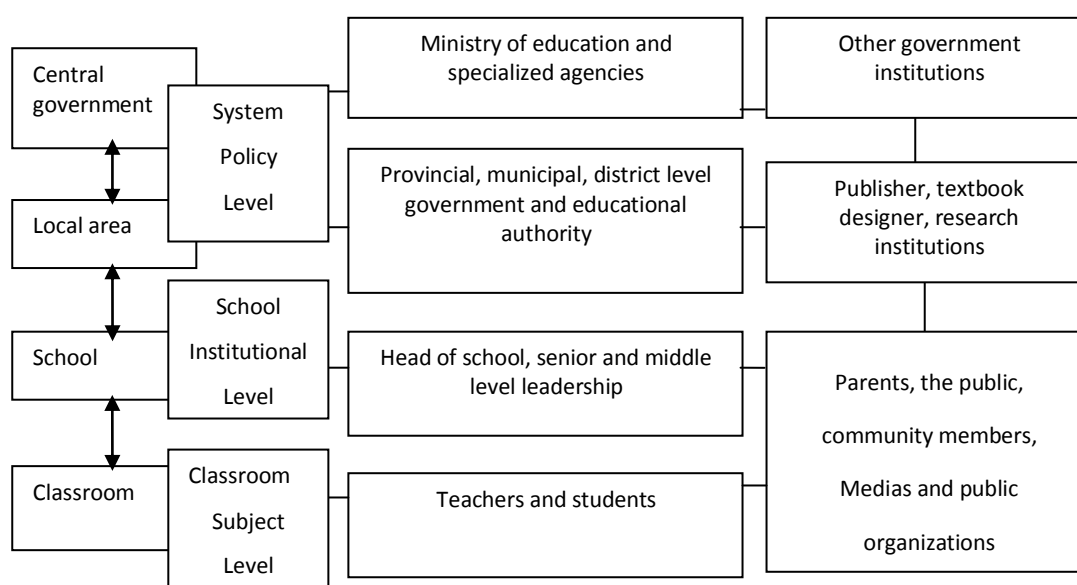 Central
government
System
Policy
Level
Ministry of education and
specialized agencies
Other government
institutions
Local area
Provincial, municipal, district level
government and educational
authority
Publisher, textbook
designer, research
institutions
School
School
Institutional
Level
Head of school, senior and middle
level leadership
Parents, the public,
community members,
Medias and public
organizations
Classroom
Classroom
Subject
Level
Teachers and students